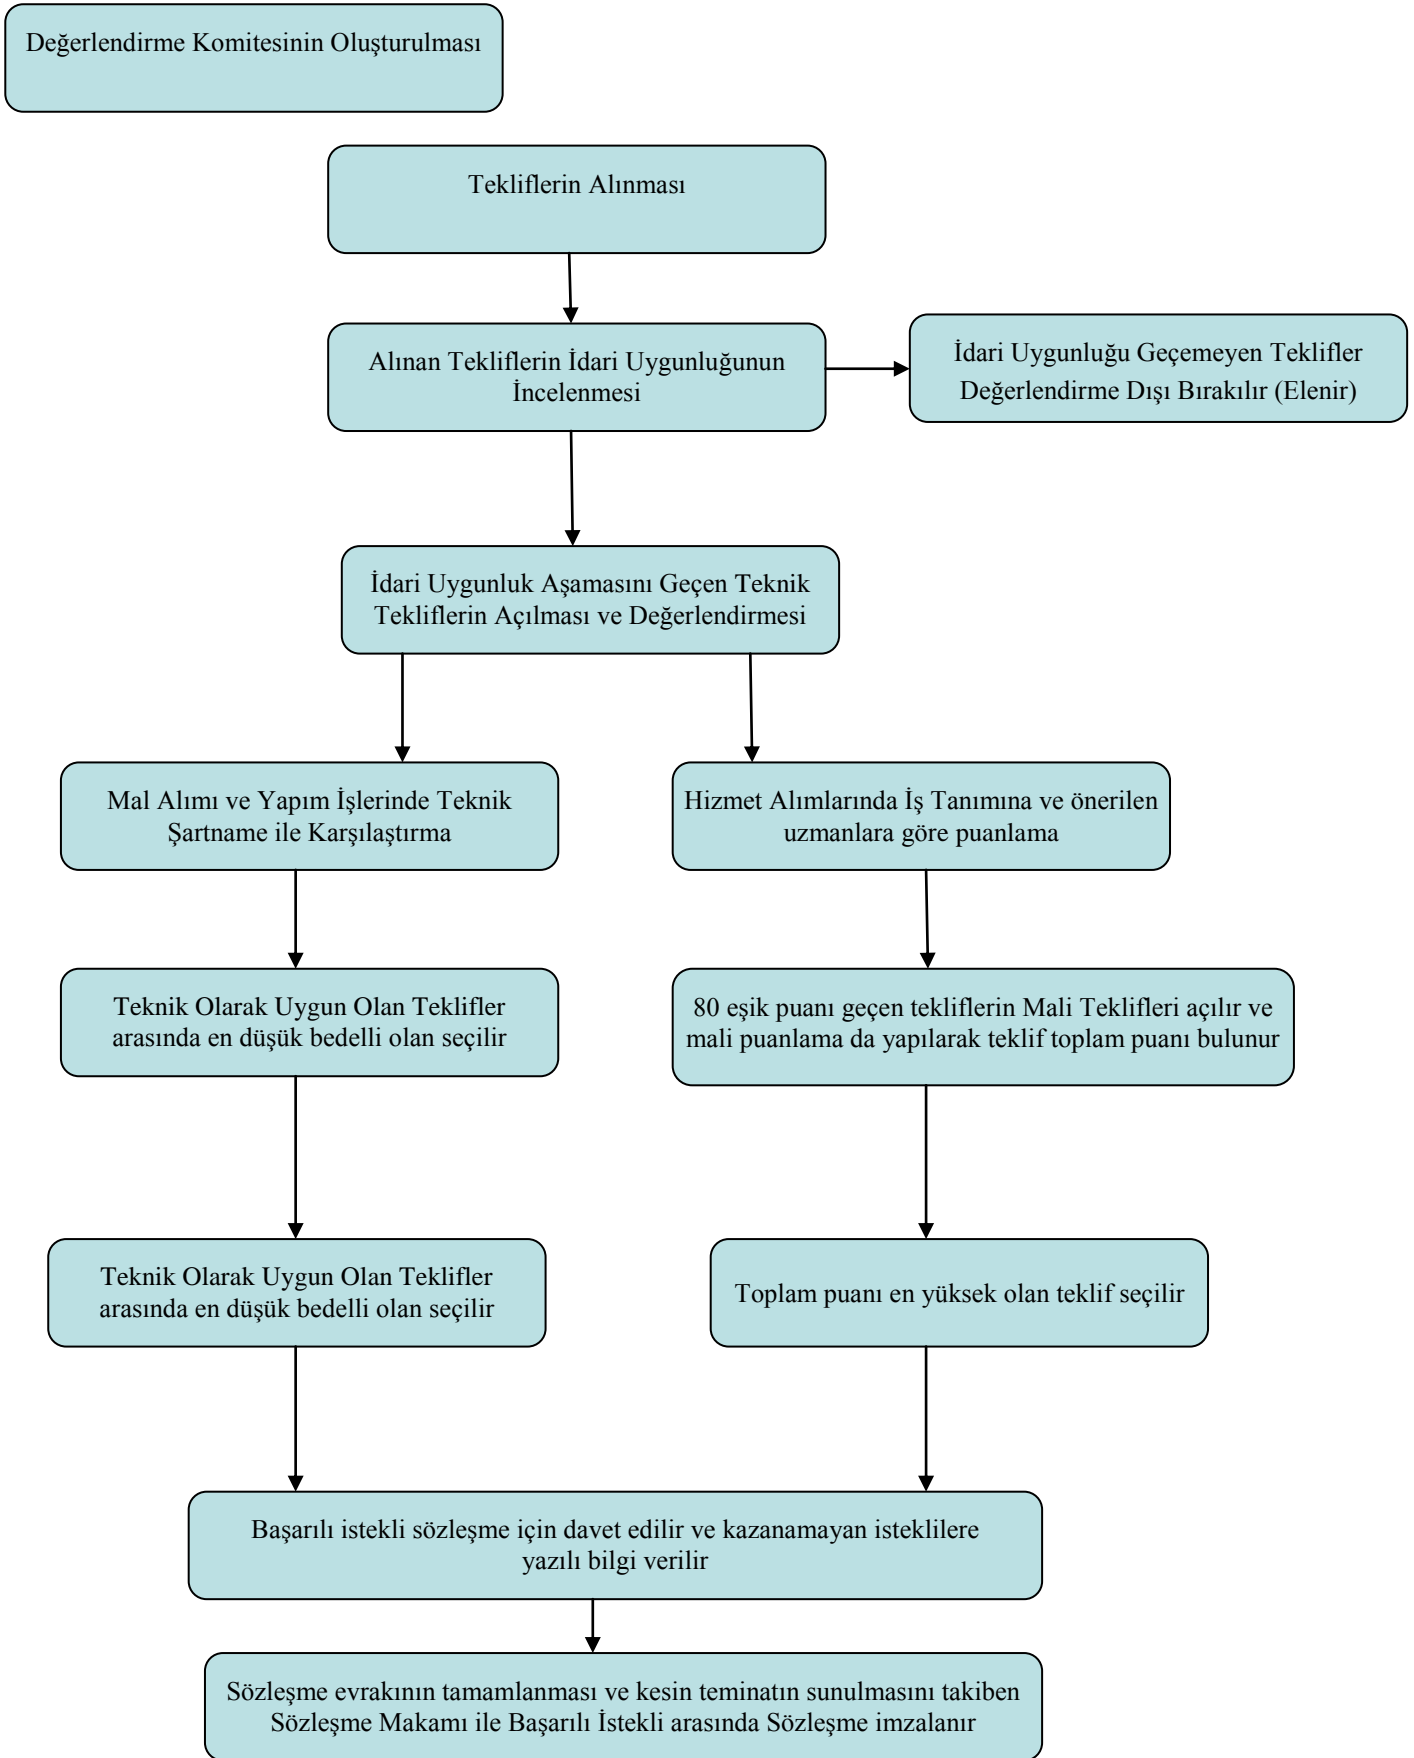 Değerlendirme Komitesinin Oluşturulması
Tekliflerin Alınması
Alınan Tekliflerin İdari Uygunluğunun
İncelenmesi
İdari Uygunluğu Geçemeyen Teklifler
Değerlendirme Dışı Bırakılır (Elenir)
İdari Uygunluk Aşamasını Geçen Teknik
Tekliflerin Açılması ve Değerlendirmesi
Mal Alımı ve Yapım İşlerinde Teknik
Şartname ile Karşılaştırma
Hizmet Alımlarında İş Tanımına ve önerilen
uzmanlara göre puanlama
Teknik Olarak Uygun Olan Teklifler
arasında en düşük bedelli olan seçilir
80 eşik puanı geçen tekliflerin Mali Teklifleri açılır ve
mali puanlama da yapılarak teklif toplam puanı bulunur
Teknik Olarak Uygun Olan Teklifler
arasında en düşük bedelli olan seçilir
Toplam puanı en yüksek olan teklif seçilir
Başarılı istekli sözleşme için davet edilir ve kazanamayan isteklilere
yazılı bilgi verilir
Sözleşme evrakının tamamlanması ve kesin teminatın sunulmasını takiben
Sözleşme Makamı ile Başarılı İstekli arasında Sözleşme imzalanır